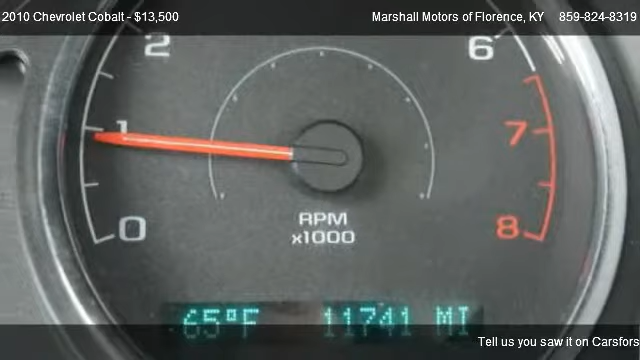 2010 Chevrolet Cobalt - $13,500
Marshall Motors of Florence, KY 859-824-8319
2
6
1
7
0
8
RPM
x1000
65°F 11741 MI
Tell us you saw it on Carsfors